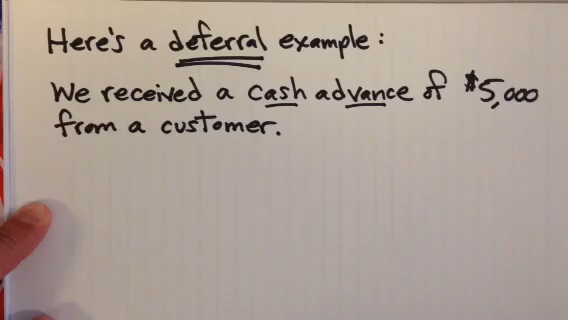 Here's a deferral example:
We received a cash advance of $5,000
from a customer.